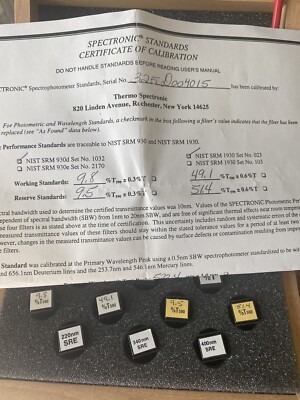 SPECTRONIC® STANDARDS
CERTIFICATE OF CALIBRATION
DO NOT HANDLE STANDARDS BEFORE READING USER'S MANUAL
CTRONIC® Spectrophotometer Standards, Serial No. 325D004015 has been calibrated by:
Thermo Spectronic
820 Linden Avenue, Rochester, New York 14625
For Photometric and Wavelength Standards, a checkmark in the box following a value indicates that the filter has
replaced (see "As Found" data below).
Performance Standards are traceable to NIST SRM 930 and NIST SRM 1930.
NIST SRM 930d Set No. 1032
NIST SRM 930e Set No. 2170
NIST SRM 1930 Set No. 023
NIST SRM 1930 Set No. 103
Working Standards: 9.8 %T ± 0.3%T 49.1 %T ± 0.6%T
Reserve Standards: 9.5 %T ± 0.3%T 51.4 %T ± 0.6%T
ctral bandwidth used to determine the certified transmittance values was 10nm. Values of the SPECTRONIC Photometric
dependent of spectral bandwidth (SBW) from 1nm to 20nm SBW, and are free of significant thermal effects near room
se four filters is as stated above at the time of certification. This uncertainty includes random and systematic errors of the
transmittance values of these filters should stay within the stated tolerance values for a period of at least two
wever, changes in the measured transmittance values can be caused by surface defects or contamination resulting from
Standard was calibrated at the Primary Wavelength Peak using a 0.5nm SBW spectrophotometer standardized to be
nd 656.1nm Deuterium lines and the 253.7nm and 546.1nm Mercury lines.
9.8
%T
49.1
%T
9.5
%T
51.4
%T
220nm
SRE
340nm
SRE
400nm
SRE